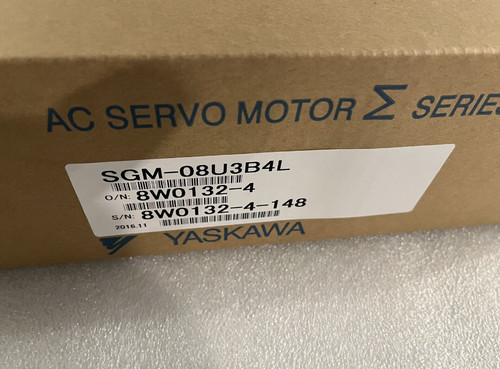 AC SERVO MOTOR Σ SERIES
SGM-08U3B4L
O/N: 8W0132-4
S/N: 8W0132-4-148
2016.11
YASKAWA